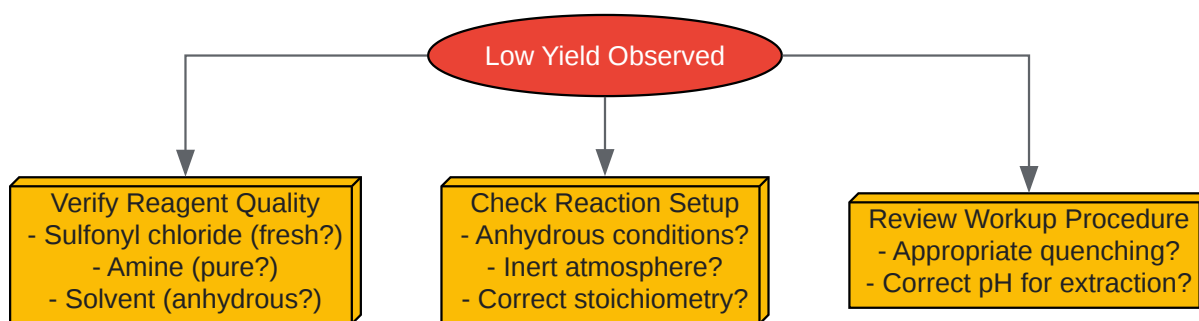 Low Yield Observed
Verify Reagent Quality
- Sulfonyl chloride (fresh?)
- Amine (pure?)
- Solvent (anhydrous?)
Check Reaction Setup
- Anhydrous conditions?
- Inert atmosphere?
- Correct stoichiometry?
Review Workup Procedure
- Appropriate quenching?
- Correct pH for extraction?